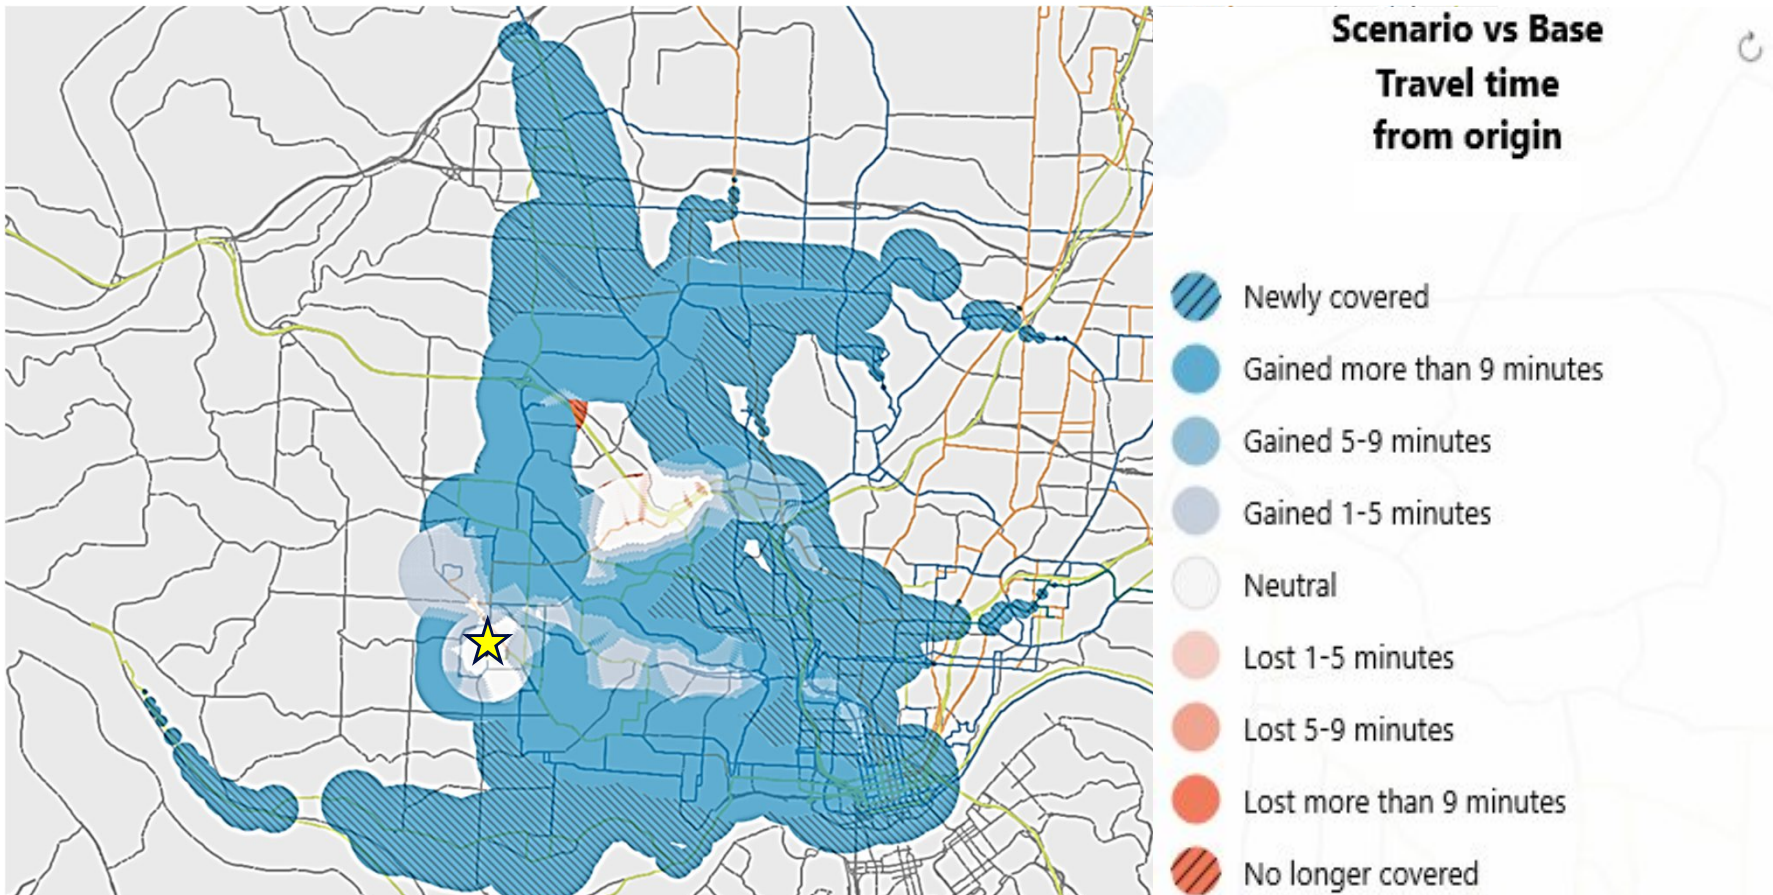 Scenario vs Base
Travel time
from origin
Newly covered
Gained more than 9 minutes
Gained 5-9 minutes
Gained 1-5 minutes
Neutral
Lost 1-5 minutes
Lost 5-9 minutes
Lost more than 9 minutes
No longer covered